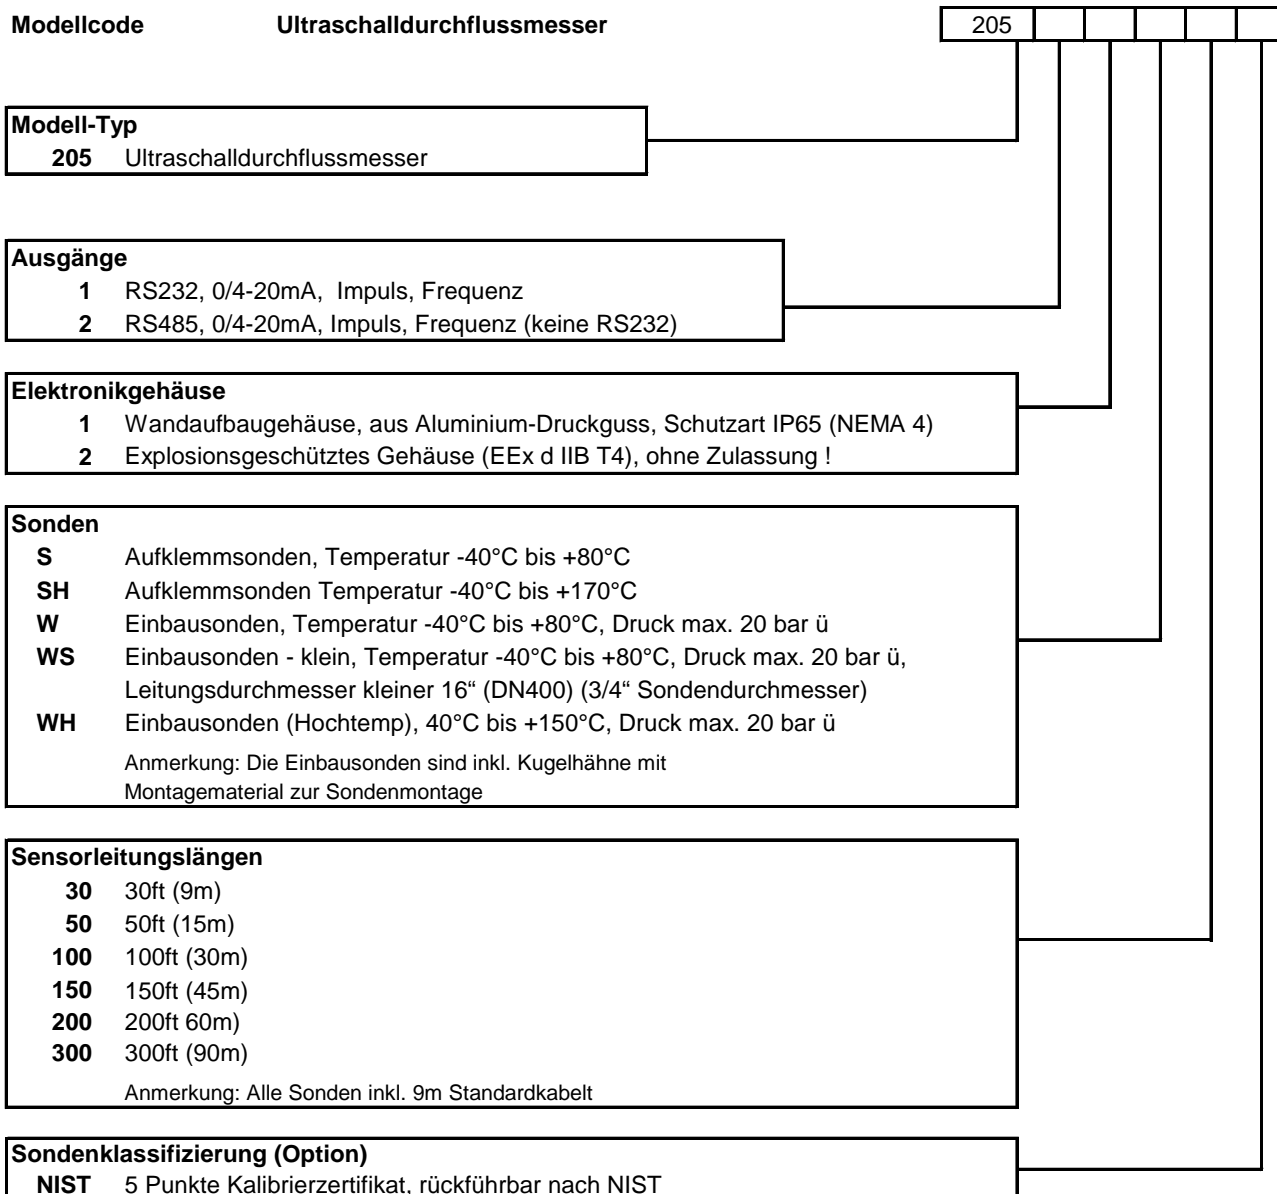 Modellcode Ultraschalldurchflussmesser 205
Modell-Typ
205 Ultraschalldurchflussmesser
Ausgänge
1 RS232, 0/4-20mA, Impuls, Frequenz
2 RS485, 0/4-20mA, Impuls, Frequenz (keine RS232)
Elektronikgehäuse
1 Wandaufbaugehäuse, aus Aluminium-Druckguss, Schutzart IP65 (NEMA 4)
2 Explosionsgeschütztes Gehäuse (EEx d IIB T4), ohne Zulassung !
Sonden
S Aufklemmsonden, Temperatur -40°C bis +80°C
SH Aufklemmsonden Temperatur -40°C bis +170°C
W Einbausonden, Temperatur -40°C bis +80°C, Druck max. 20 bar ü
WS Einbausonden - klein, Temperatur -40°C bis +80°C, Druck max. 20 bar ü,
Leitungsdurchmesser kleiner 16“ (DN400) (3/4“ Sondendurchmesser)
WH Einbausonden (Hochtemp), 40°C bis +150°C, Druck max. 20 bar ü
Anmerkung: Die Einbausonden sind inkl. Kugelhähne mit
Montagematerial zur Sondenmontage
Sensorleitungslängen
30 30ft (9m)
50 50ft (15m)
100 100ft (30m)
150 150ft (45m)
200 200ft 60m)
300 300ft (90m)
Anmerkung: Alle Sonden inkl. 9m Standardkabelt
Sondenklassifizierung (Option)
NIST 5 Punkte Kalibrierzertifikat, rückführbar nach NIST